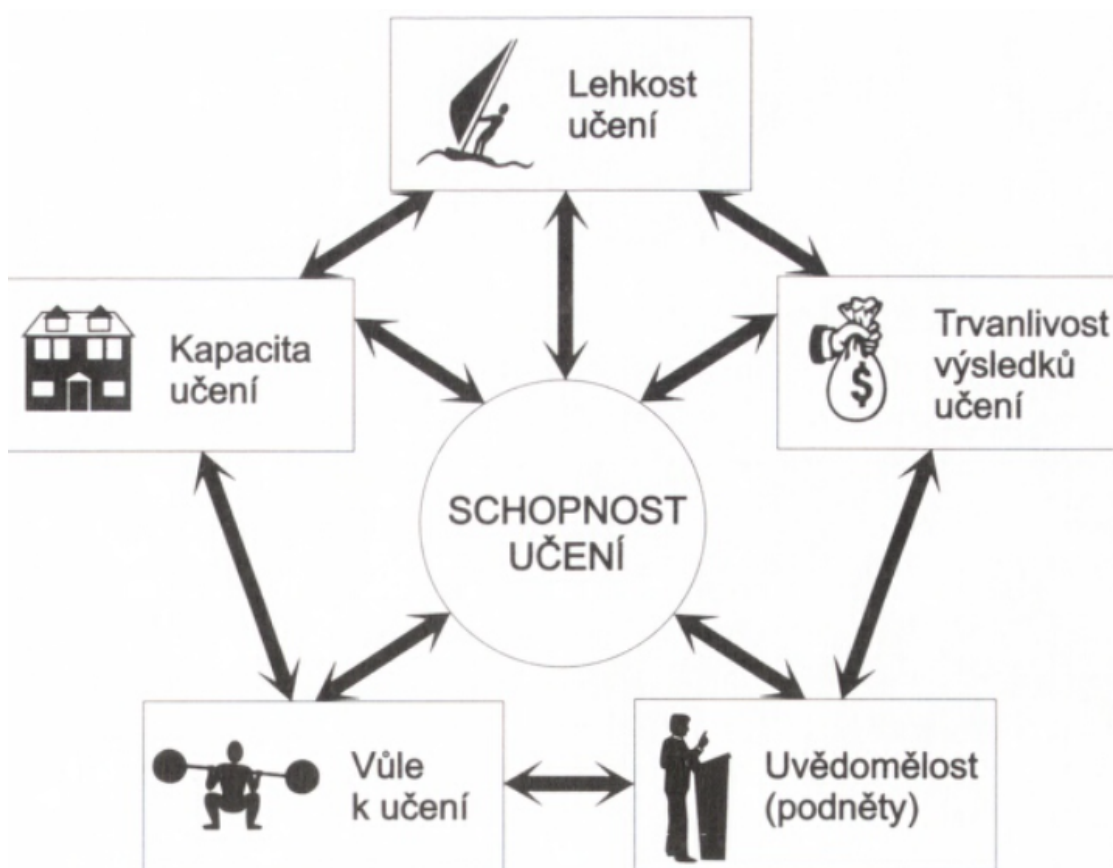 Lehkost
učení
Kapacita
učení
Trvanlivost
výsledků
učení
SCHOPNOST
UČENÍ
Vůle
k učení
Uvědomělost
(podněty)
$